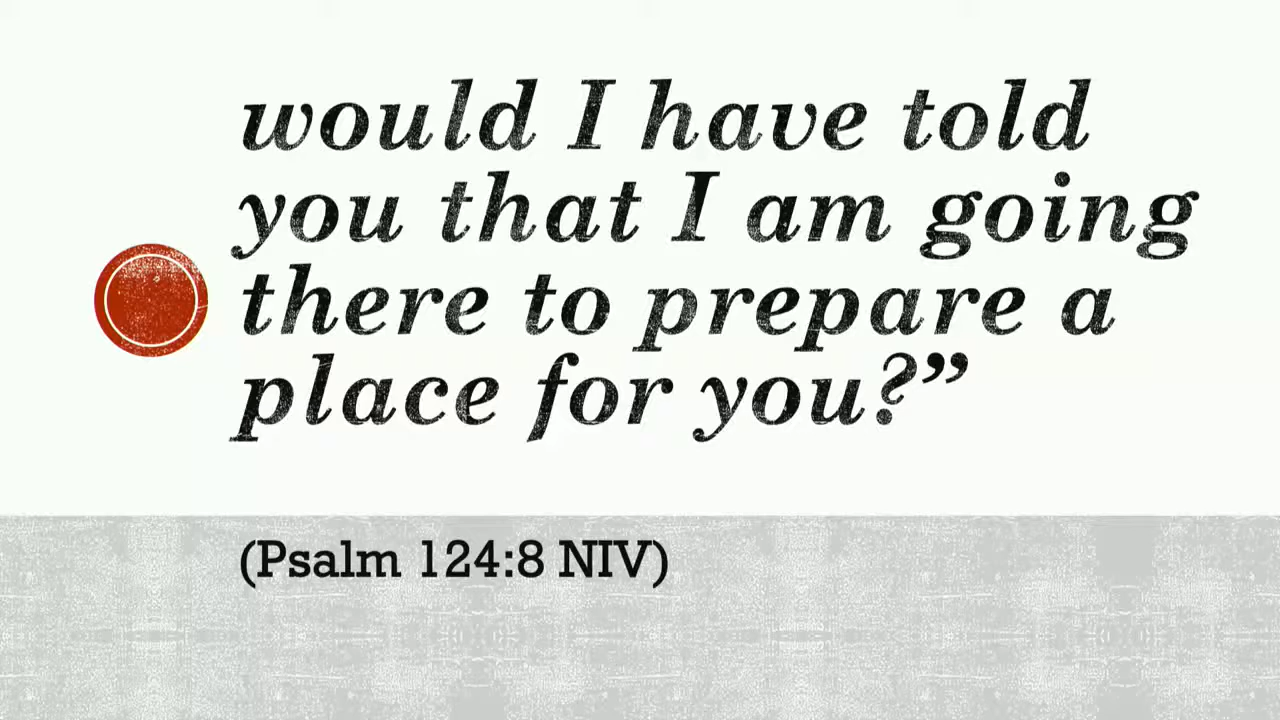 would I have told
you that I am going
there to prepare a
place for you?”
(Psalm 124:8 NIV)